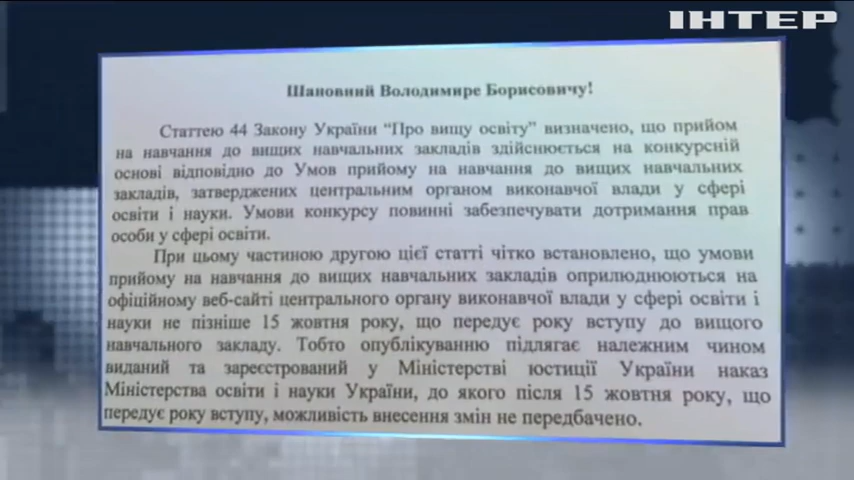 ІНТЕР
Шановний Володимире Борисовичу!
Статтею 44 Закону України “Про вищу освіту” визначено, що прийом
на навчання до вищих навчальних закладів здійснюється на конкурсній
основі відповідно до Умов прийому на навчання до вищих навчальних
закладів, затверджених центральним органом виконавчої влади у сфері
освіти і науки. Умови конкурсу повинні забезпечувати дотримання прав
особи у сфері освіти.
При цьому частиною другою цієї статті чітко встановлено, що умови
прийому на навчання до вищих навчальних закладів оприлюднюються на
офіційному веб-сайті центрального органу виконавчої влади у сфері освіти і
науки не пізніше 15 жовтня року, що передує року вступу до вищого
навчального закладу. Тобто опублікуванню підлягає належним чином
виданий та зареєстрований у Міністерстві юстиції України наказ
Міністерства освіти і науки України, до якого після 15 жовтня року, що
передує року вступу, можливість внесення змін не передбачено.